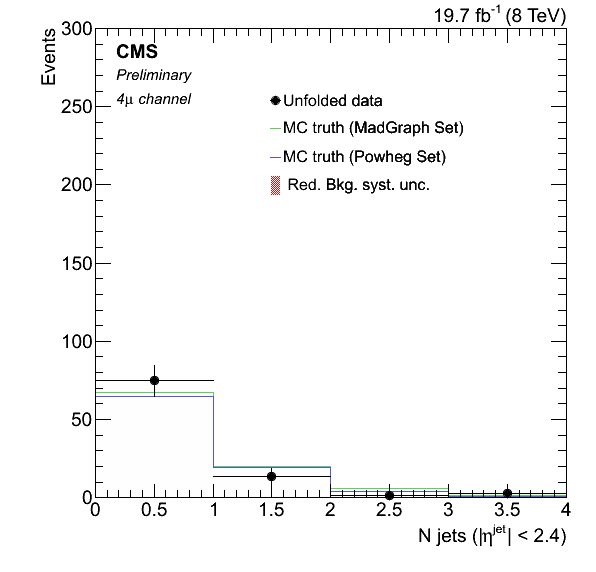 19.7 fb⁻¹ (8 TeV)
Events
300
250
200
150
100
50
0
CMS
Preliminary
4μ channel
Unfolded data
MC truth (MadGraph Set)
MC truth (Powheg Set)
Red. Bkg. syst. unc.
0 0.5 1 1.5 2 2.5 3 3.5 4
N jets (|ηʲᵉᵗ| < 2.4)